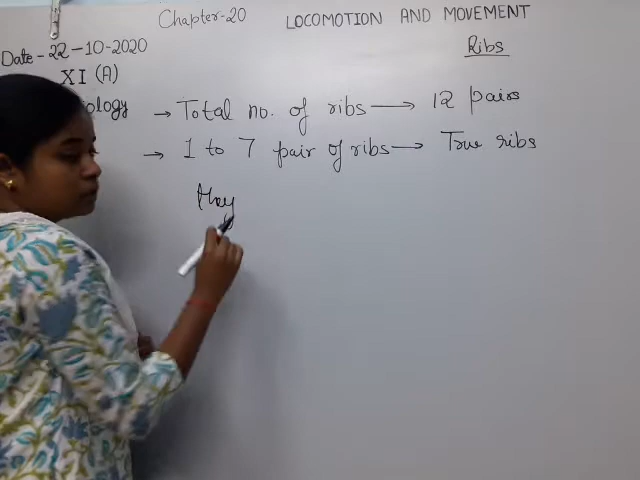 Chapter-20 LOCOMOTION AND MOVEMENT
Date - 22-10-2020 Ribs
XI (A)
ology
→ Total no. of ribs → 12 pairs
→ 1 to 7 pair of ribs → True ribs
they